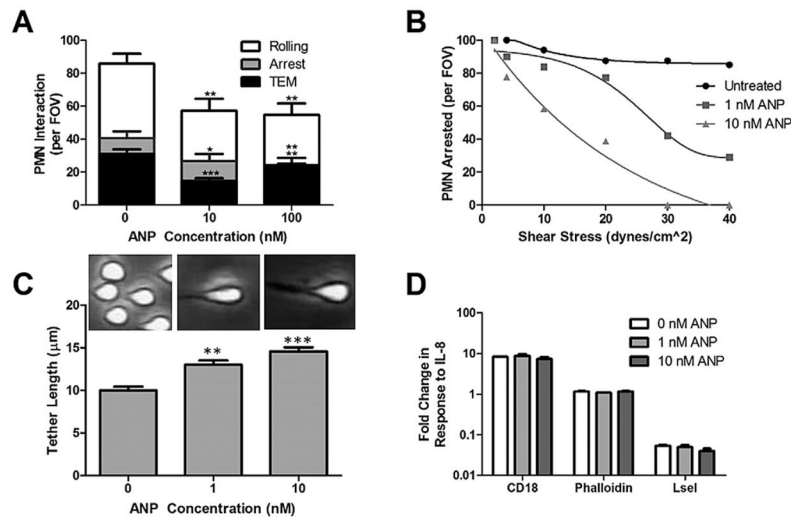 A
PMN Interaction
(per FOV)
100
80
60
40
20
0
Rolling
Arrest
TEM
**
*
***
**
**
**
0
10
100
ANP Concentration (nM)
B
PMN Arrested (per FOV)
100
80
60
40
20
0
Untreated
1 nM ANP
10 nM ANP
0
10
20
30
40
Shear Stress (dynes/cm^2)
C
Tether Length (μm)
20
15
10
5
0
**
***
0
1
10
ANP Concentration (nM)
D
Fold Change in
Response to IL-8
100
10
1
0.1
0.01
0 nM ANP
1 nM ANP
10 nM ANP
CD18
Phalloidin
Lsel